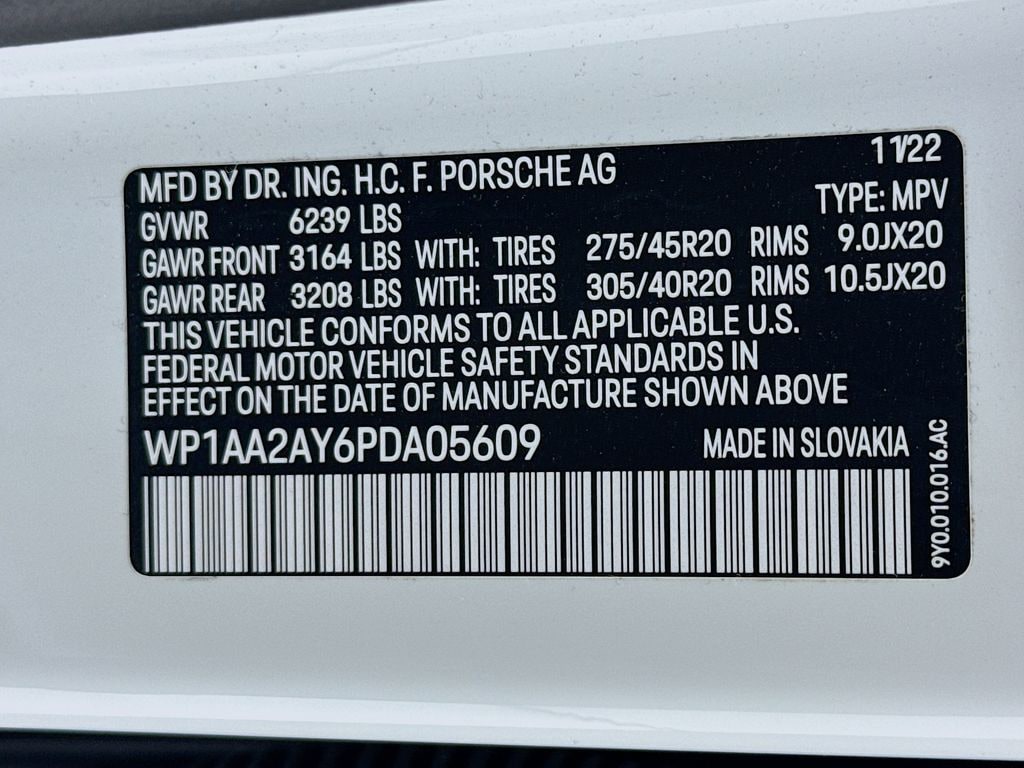 11/22
MFD BY DR. ING. H.C. F. PORSCHE AG
GVWR 6239 LBS TYPE: MPV
GAWR FRONT 3164 LBS WITH: TIRES 275/45R20 RIMS 9.0JX20
GAWR REAR 3208 LBS WITH: TIRES 305/40R20 RIMS 10.5JX20
THIS VEHICLE CONFORMS TO ALL APPLICABLE U.S.
FEDERAL MOTOR VEHICLE SAFETY STANDARDS IN
EFFECT ON THE DATE OF MANUFACTURE SHOWN ABOVE
WP1AA2AY6PDA05609 MADE IN SLOVAKIA
9Y0.010.016.AC